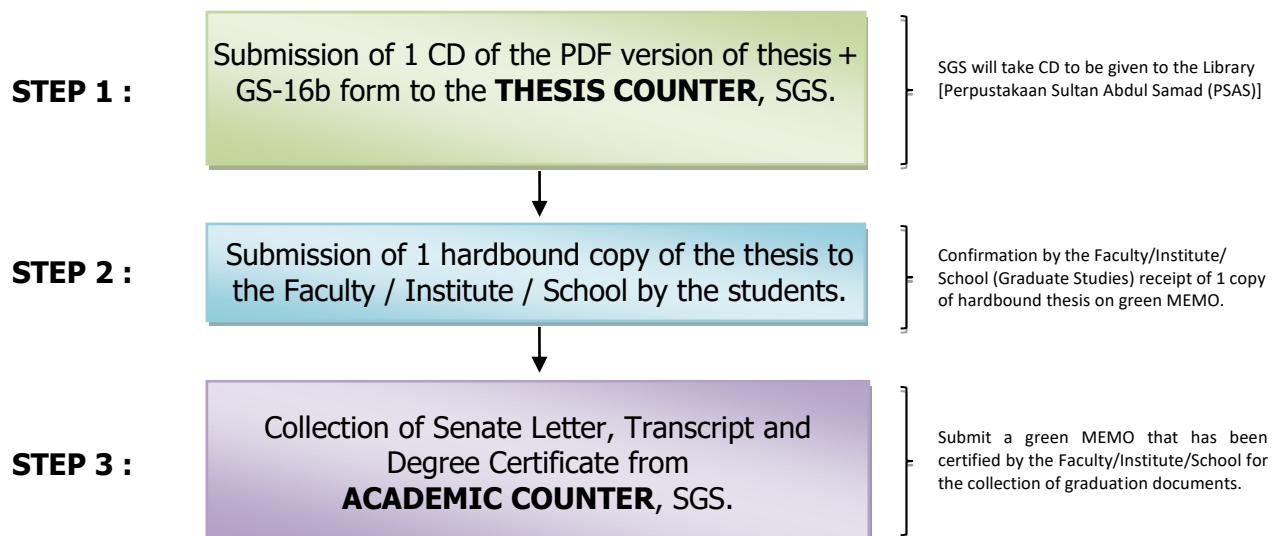 STEP 1 :
Submission of 1 CD of the PDF version of thesis +
GS-16b form to the THESIS COUNTER, SGS.
SGS will take CD to be given to the Library
[Perpustakaan Sultan Abdul Samad (PSAS)]
STEP 2 :
Submission of 1 hardbound copy of the thesis to
the Faculty / Institute / School by the students.
Confirmation by the Faculty/Institute/
School (Graduate Studies) receipt of 1 copy
of hardbound thesis on green MEMO.
STEP 3 :
Collection of Senate Letter, Transcript and
Degree Certificate from
ACADEMIC COUNTER, SGS.
Submit a green MEMO that has been
certified by the Faculty/Institute/School for
the collection of graduation documents.